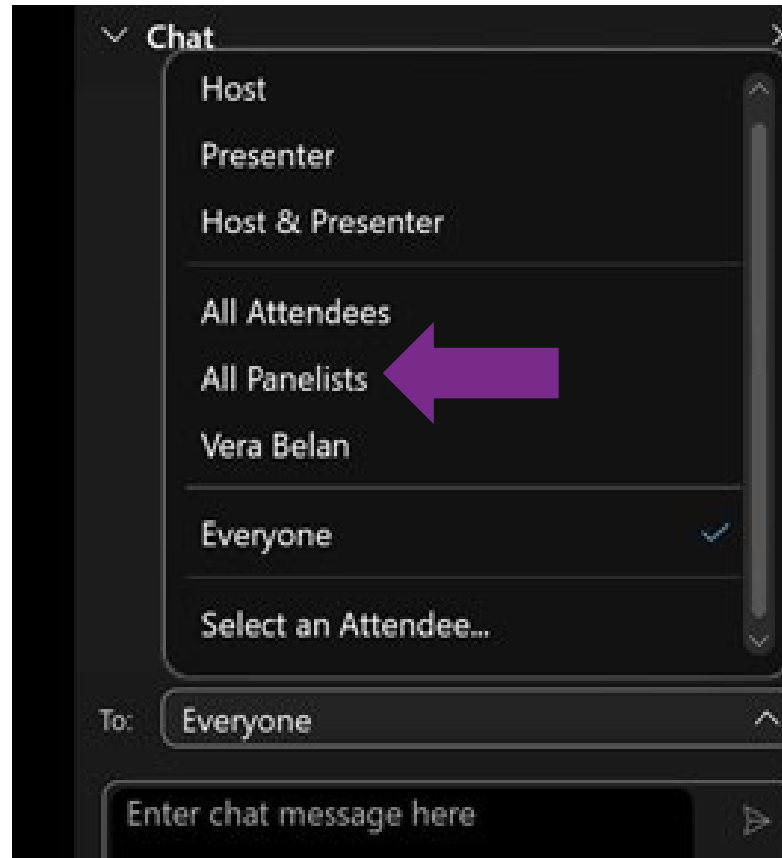 Chat
Host
Presenter
Host & Presenter
All Attendees
All Panelists
Vera Belan
Everyone
Select an Attendee...
To: Everyone
Enter chat message here